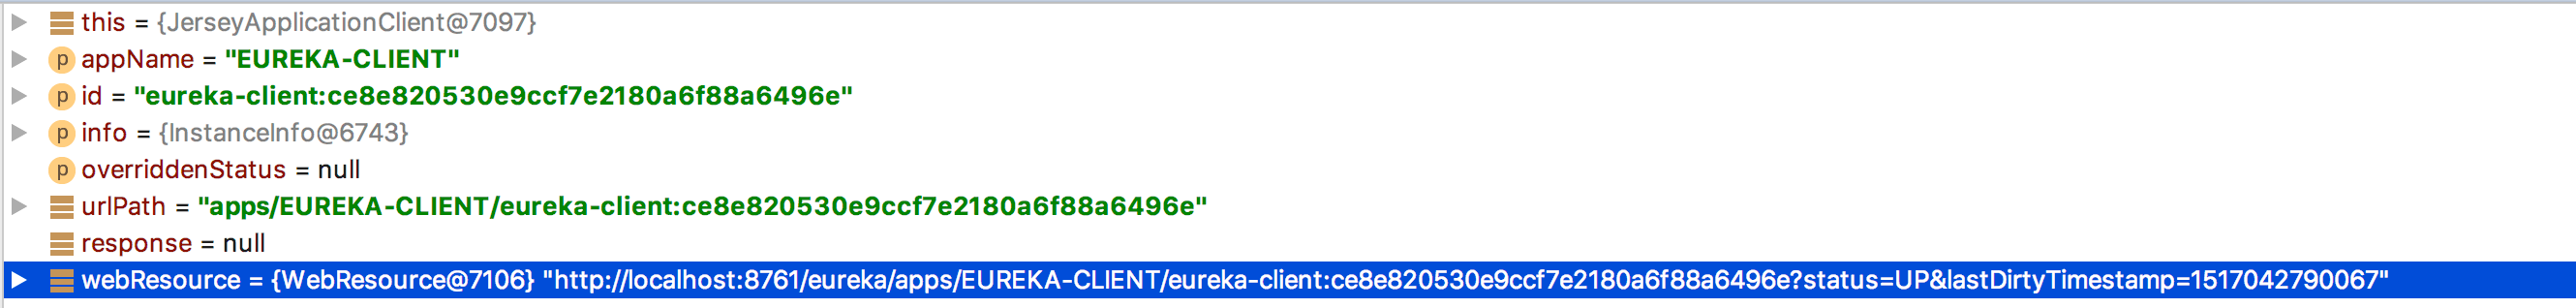 this = {JerseyApplicationClient@7097}
p appName = "EUREKA-CLIENT"
p id = "eureka-client:ce8e820530e9ccf7e2180a6f88a6496e"
p info = {InstanceInfo@6743}
p overriddenStatus = null
urlPath = "apps/EUREKA-CLIENT/eureka-client:ce8e820530e9ccf7e2180a6f88a6496e"
response = null
webResource = {WebResource@7106} "http://localhost:8761/eureka/apps/EUREKA-CLIENT/eureka-client:ce8e820530e9ccf7e2180a6f88a6496e?status=UP&lastDirtyTimestamp=1517042790067"